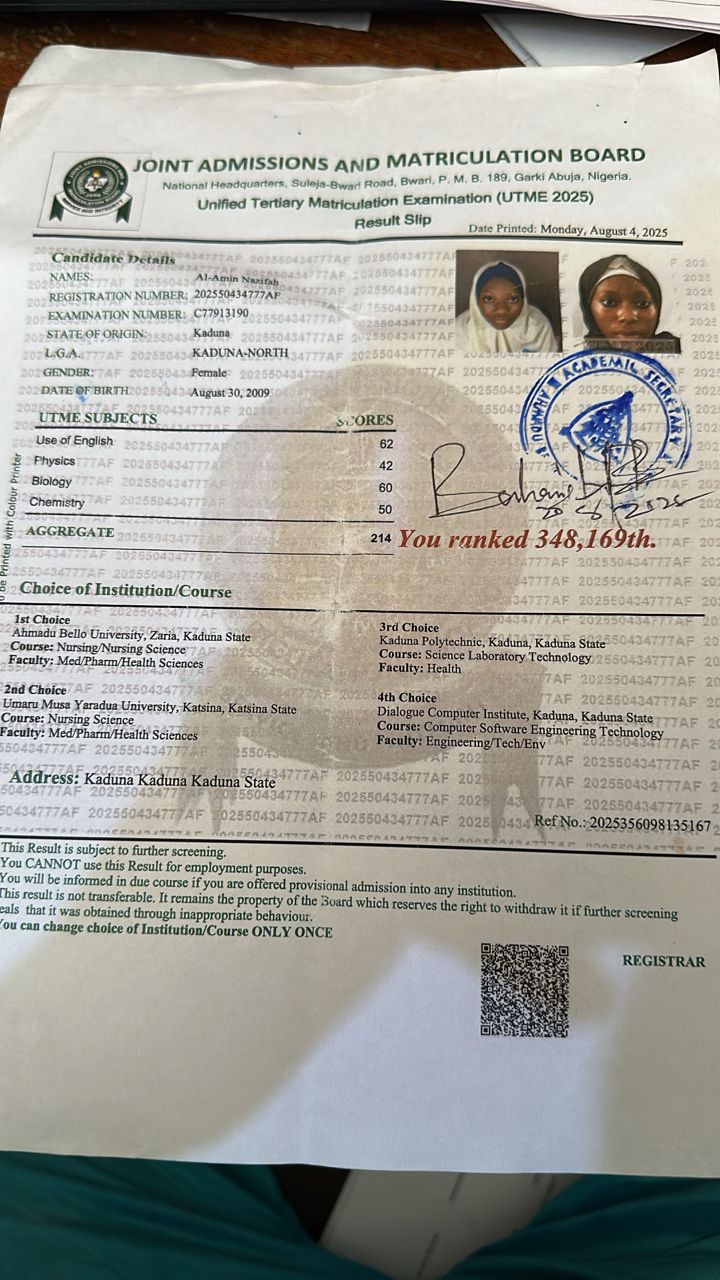 JOINT ADMISSIONS AND MATRICULATION BOARD
National Headquarters, Suleja-Bwari Road, Bwari, P. M. B. 189, Garki Abuja, Nigeria.
Unified Tertiary Matriculation Examination (UTME 2025)
Result Slip
Date Printed: Monday, August 4, 2025
Candidate Details
NAMES: Al-Amin Nazifah
REGISTRATION NUMBER: 202550434777AF
EXAMINATION NUMBER: C77913190
STATE OF ORIGIN: Kaduna
L.G.A. KADUNA-NORTH
GENDER: Female
DATE OF BIRTH August 30, 2009
ACADEMIC SECRETARY
UTME SUBJECTS SCORES
Use of English 62
Physics 42
Biology 60
Chemistry 50
AGGREGATE 214 You ranked 348,169th.
be Printed with Colour Printer
Choice of Institution/Course
1st Choice
Ahmadu Bello University, Zaria, Kaduna State
Course: Nursing/Nursing Science
Faculty: Med/Pharm/Health Sciences
2nd Choice
Umaru Musa Yaradua University, Katsina, Katsina State
Course: Nursing Science
Faculty: Med/Pharm/Health Sciences
3rd Choice
Kaduna Polytechnic, Kaduna, Kaduna State
Course: Science Laboratory Technology
Faculty: Health
4th Choice
Dialogue Computer Institute, Kaduna, Kaduna State
Course: Computer Software Engineering Technology
Faculty: Engineering/Tech/Env
Address: Kaduna Kaduna Kaduna State
Ref No.: 2025356098135167
This Result is subject to further screening.
You CANNOT use this Result for employment purposes.
You will be informed in due course if you are offered provisional admission into any institution.
This result is not transferable. It remains the property of the Board which reserves the right to withdraw it if further screening
eals that it was obtained through inappropriate behaviour.
You can change choice of Institution/Course ONLY ONCE
REGISTRAR